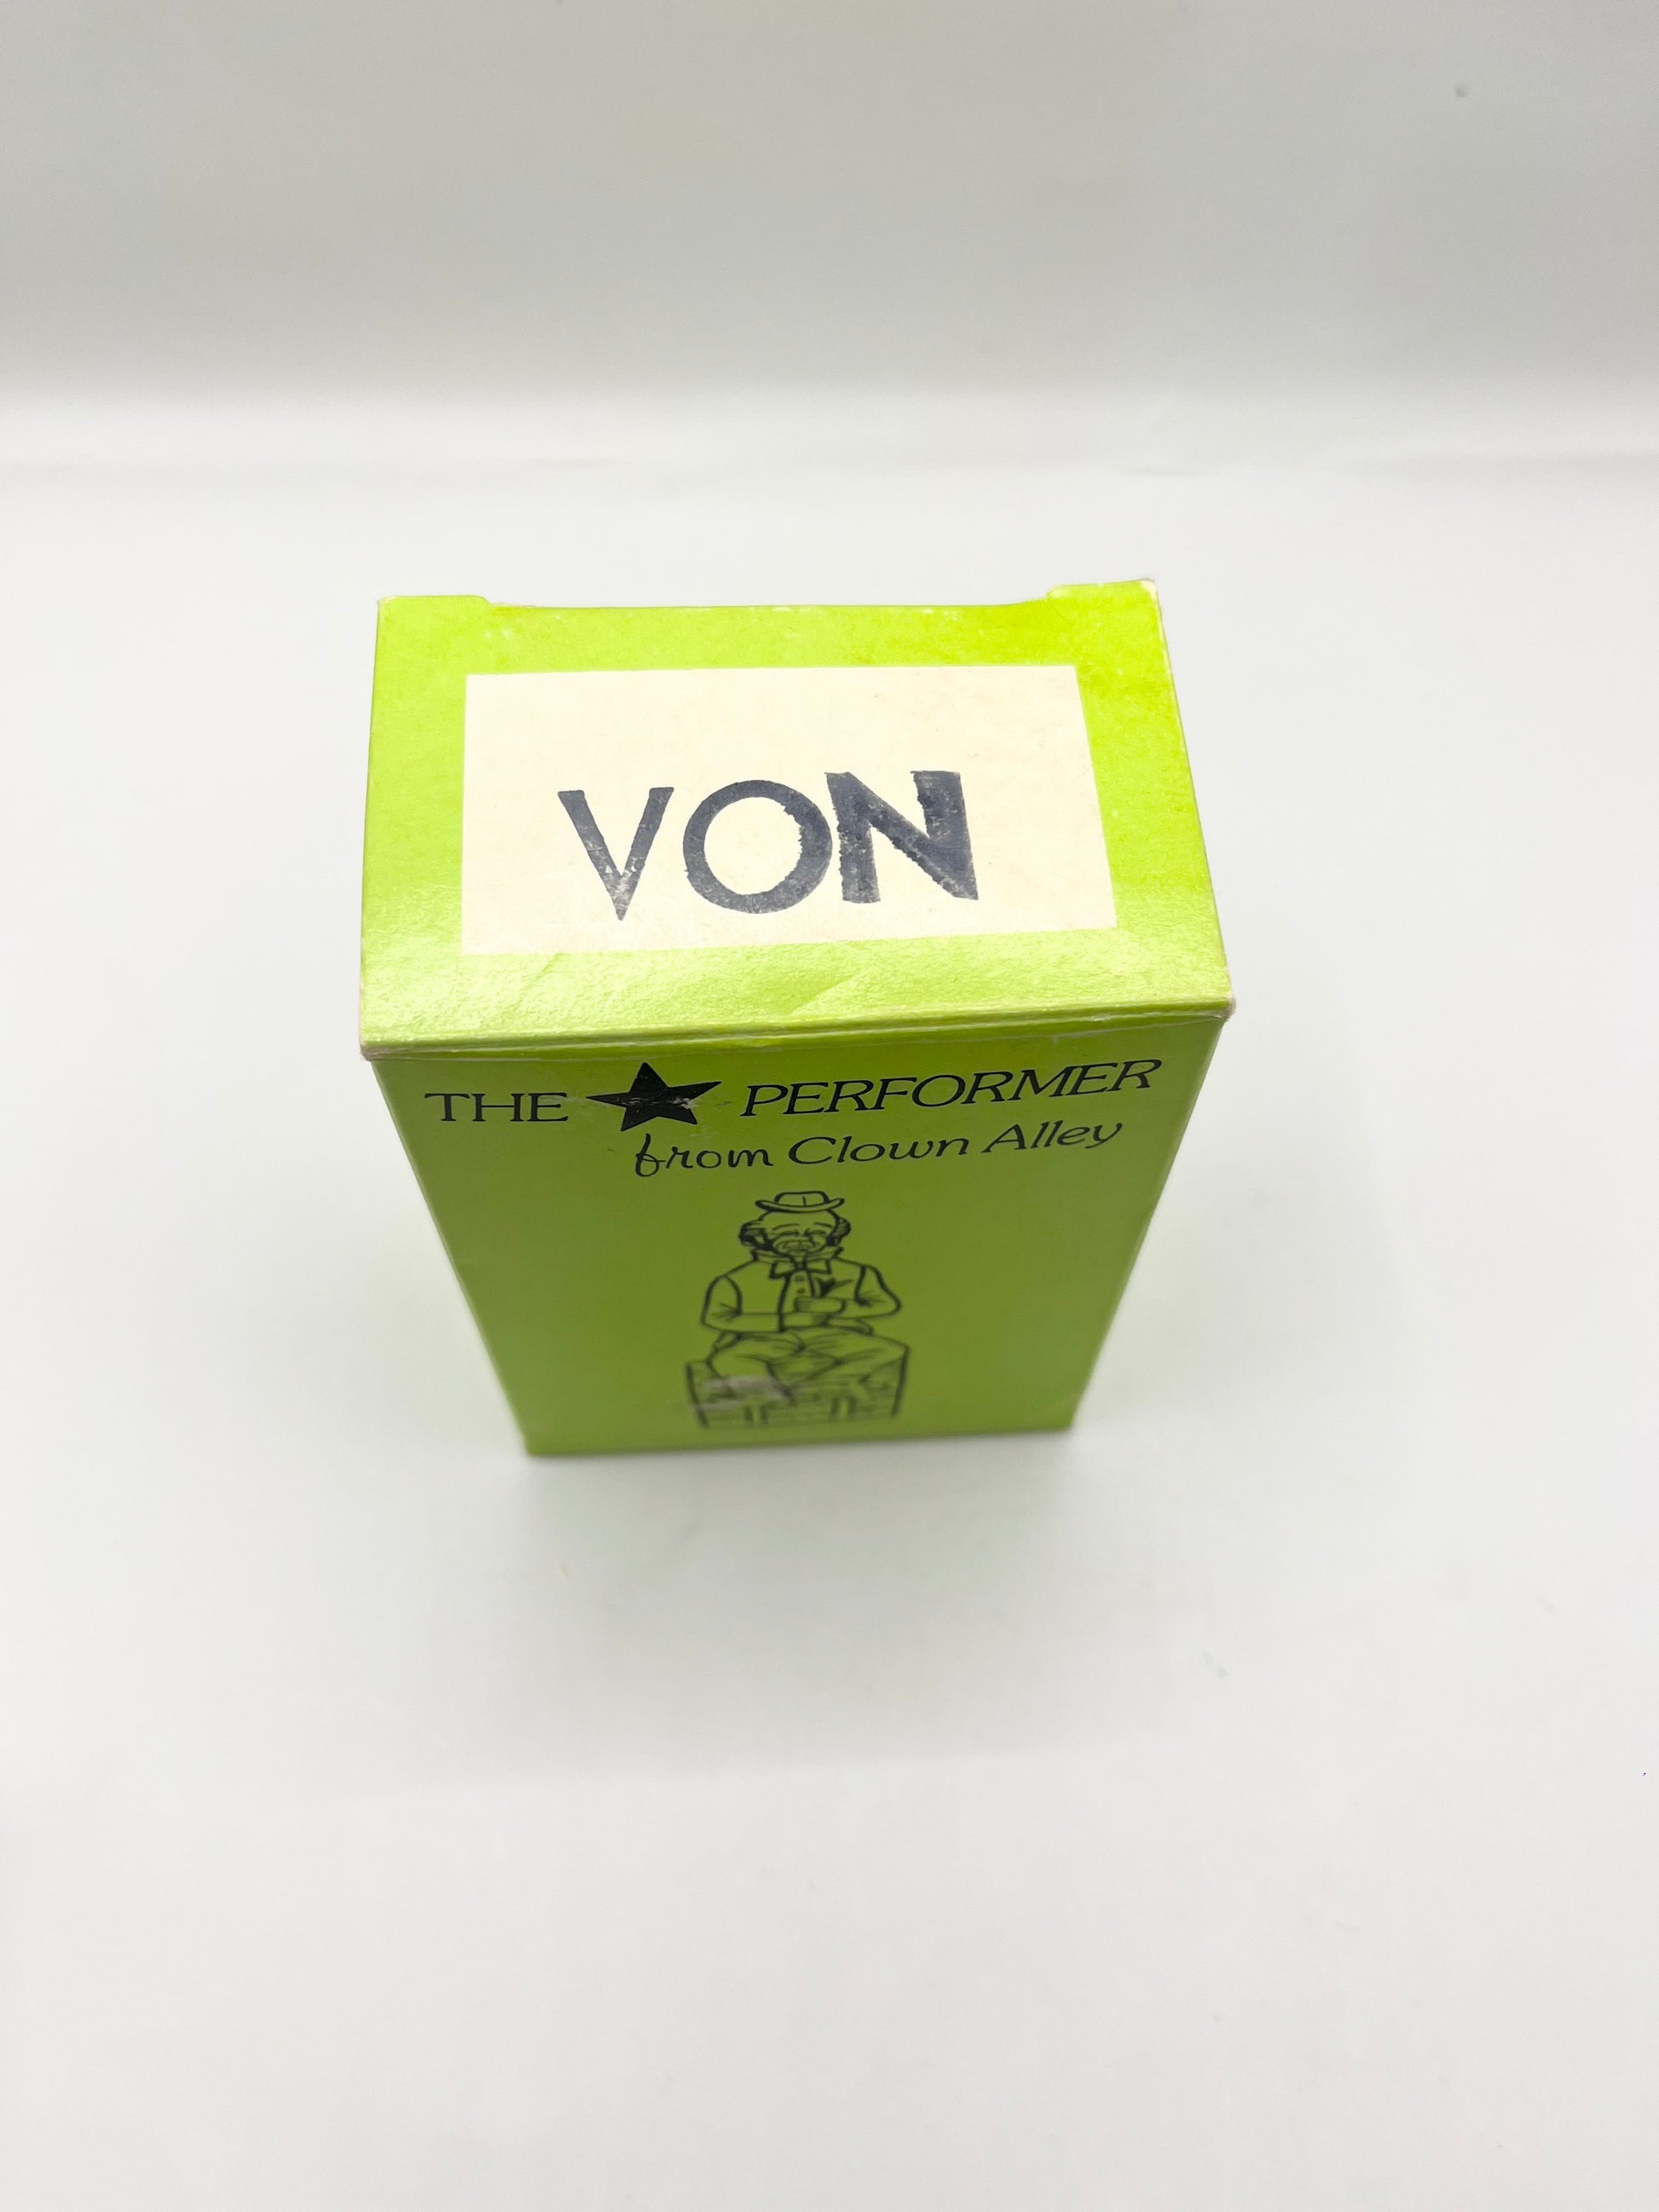 VON
THE ★ PERFORMER
from Clown Alley